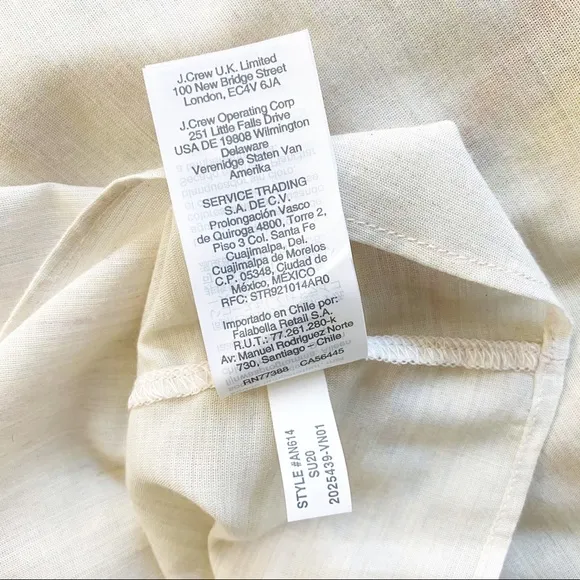 J.Crew U.K. Limited
100 New Bridge Street
London, EC4V 6JA
J.Crew Operating Corp
251 Little Falls Drive
USA DE 19808 Wilmington
Delaware
Verenidge Staten Van
Amerika
SERVICE TRADING
S.A. DE C.V.
Prolongación Vasco
de Quiroga 4800, Torre 2,
Piso 3 Col. Santa Fe
Cuajimalpa, Del.
Cuajimalpa de Morelos
C.P. 05348, Ciudad de
México, MÉXICO
RFC: STR921014AR0
Importado en Chile por:
Falabella Retail S.A.
R.U.T.: 77.261.280-k
Av: Manuel Rodríguez Norte
730, Santiago - Chile
RN77388 CA56445
STYLE #AN614
SU20
2025439-VN01